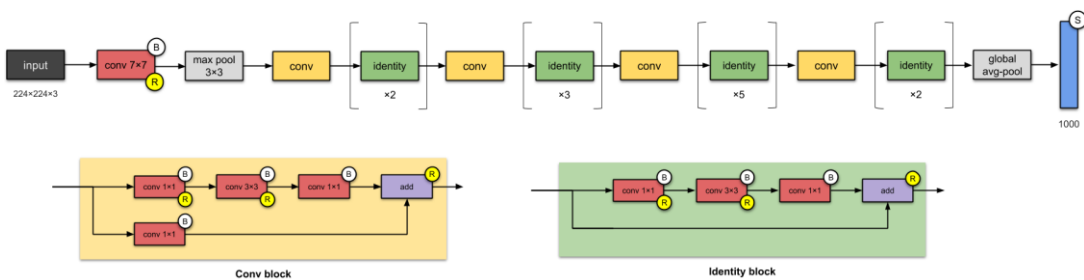 input
224×224×3
conv 7×7
B
R
max pool
3×3
conv
identity
×2
conv
identity
×3
conv
identity
×5
conv
identity
×2
global
avg-pool
S
1000
conv 1×1
B
R
conv 3×3
B
R
conv 1×1
B
add
R
conv 1×1
B
Conv block
conv 1×1
B
R
conv 3×3
B
R
conv 1×1
B
add
R
Identity block